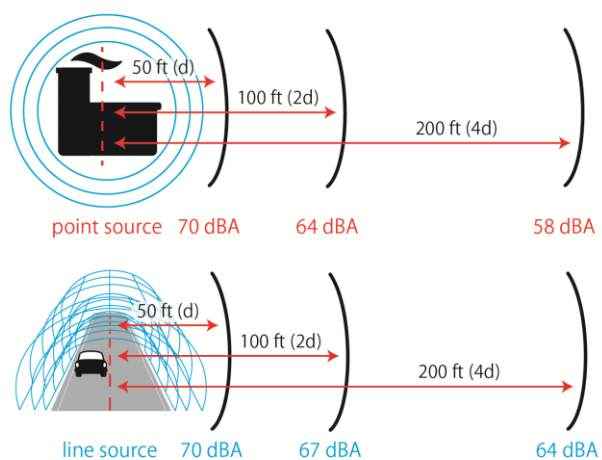 50 ft (d)
100 ft (2d)
200 ft (4d)
point source 70 dBA 64 dBA 58 dBA
50 ft (d)
100 ft (2d)
200 ft (4d)
line source 70 dBA 67 dBA 64 dBA